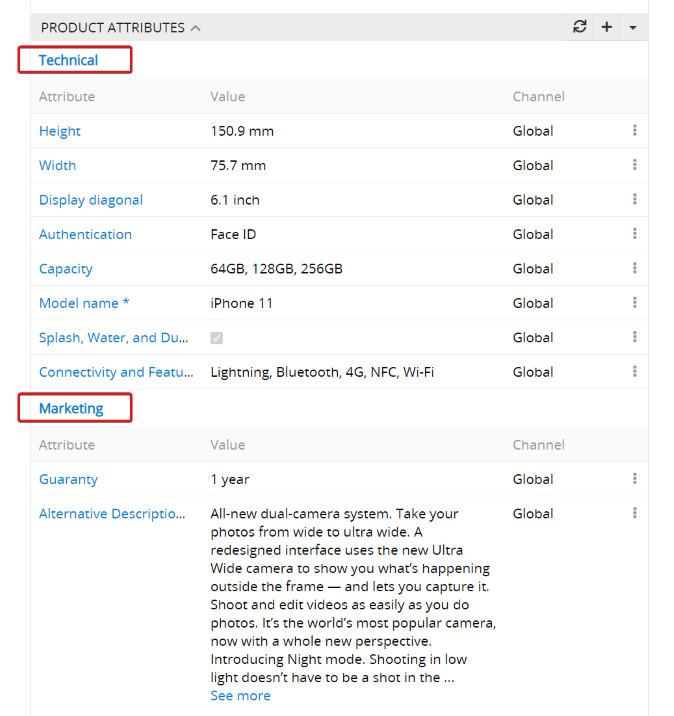 PRODUCT ATTRIBUTES
Technical
Attribute Value Channel
Height 150.9 mm Global
Width 75.7 mm Global
Display diagonal 6.1 inch Global
Authentication Face ID Global
Capacity 64GB, 128GB, 256GB Global
Model name * iPhone 11 Global
Splash, Water, and Du... Global
Connectivity and Featu... Lightning, Bluetooth, 4G, NFC, Wi-Fi Global
Marketing
Attribute Value Channel
Guaranty 1 year Global
Alternative Descriptio... All-new dual-camera system. Take your Global
photos from wide to ultra wide. A
redesigned interface uses the new Ultra
Wide camera to show you what’s happening
outside the frame — and lets you capture it.
Shoot and edit videos as easily as you do
photos. It’s the world’s most popular camera,
now with a whole new perspective.
Introducing Night mode. Shooting in low
light doesn’t have to be a shot in the ...
See more